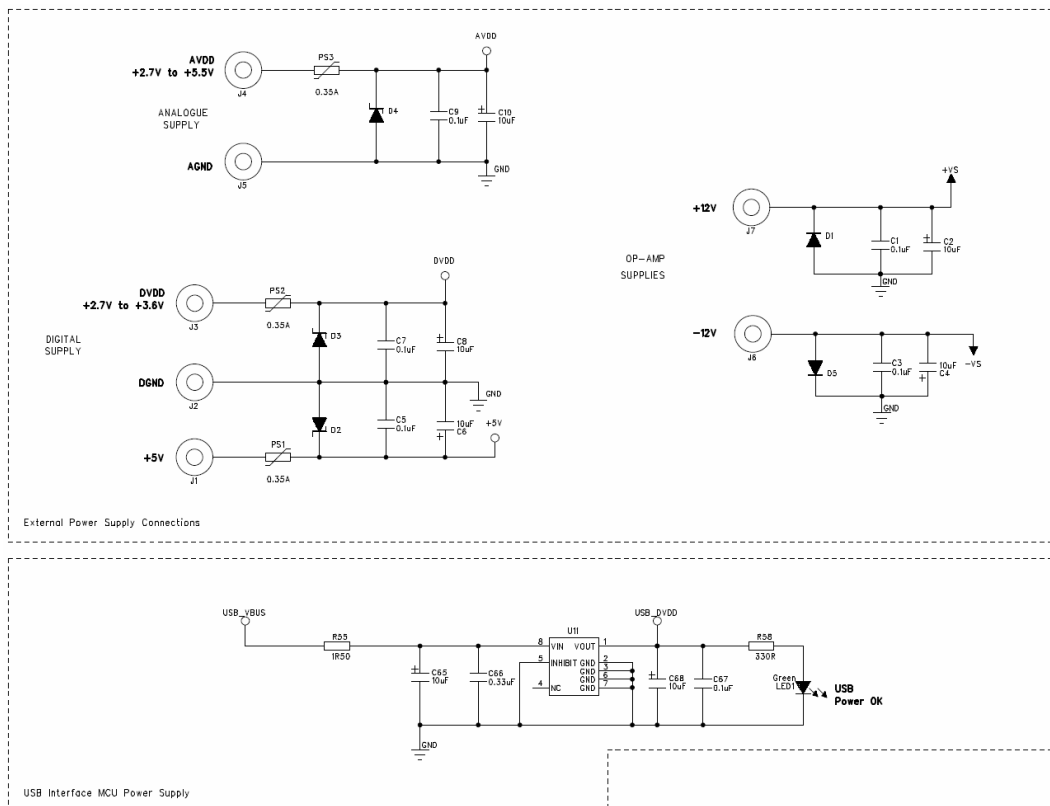 AVDD
AVDD
+2.7V to +5.5V
PS3
0.35A
J4
ANALOGUE
SUPPLY
D4
C9
0.1uF
C10
10uF
AGND
J5
GND
+VS
+12V
J7
D1
C1
0.1uF
C2
10uF
GND
OP-AMP
SUPPLIES
-12V
J6
D5
C3
0.1uF
10uF
C4
-VS
GND
DVDD
DVDD
+2.7V to +3.6V
PS2
0.35A
J3
DIGITAL
SUPPLY
D3
C7
0.1uF
C8
10uF
DGND
J2
GND
D2
C5
0.1uF
10uF
C6
+5V
+5V
PS1
0.35A
J1
External Power Supply Connections
USB_VBUS
R55
1R50
C65
10uF
C66
0.33uF
U11
8 VIN VOUT 1
5 INHIBIT GND 2
GND 3
GND 6
4 NC GND 7
USB_DVDD
C68
10uF
C67
0.1uF
R58
330R
Green
LED1
USB
Power OK
GND
USB Interface MCU Power Supply